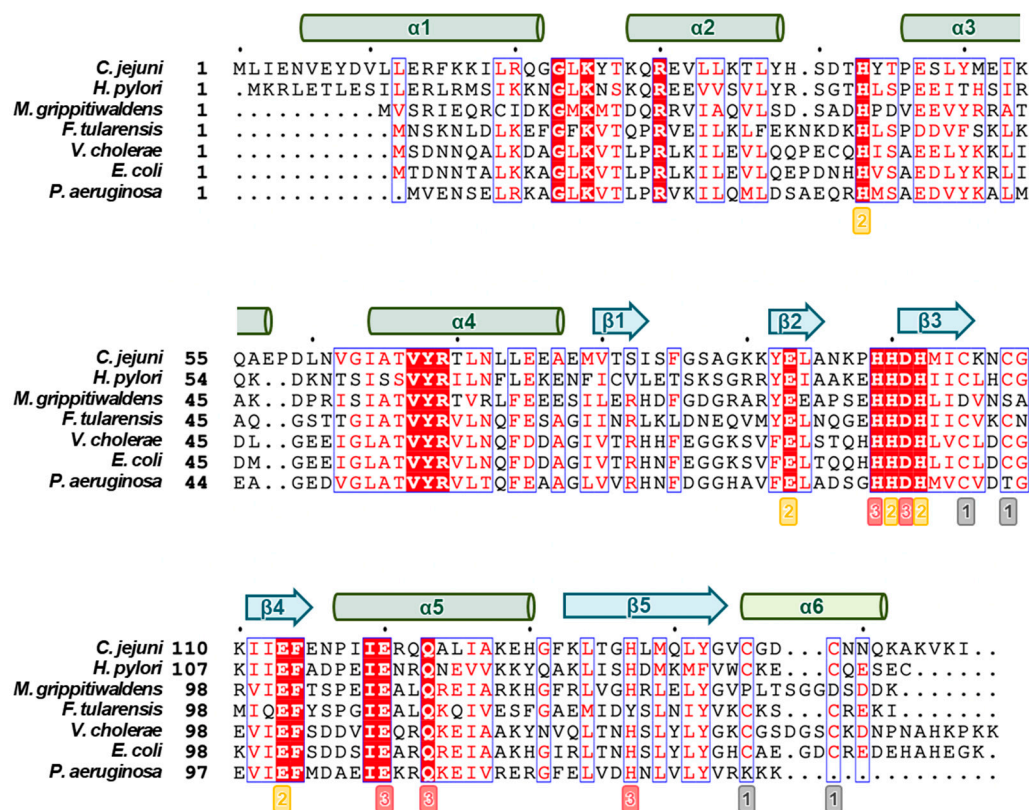 α1 α2 α3
C. jejuni 1 MLIENVEYDVLLERFKKILRQGGLKYTKQREVLLKTLYH.SDTHYTPESLYMEIK
H. pylori 1 .MKRLETLESILERLRMSIKKNGLKNSKQREEVVSVLYR.SGTHLSPEEITHSIR
M. grippitiwaldens 1 ..........MVSRIEQRCIDKGMKMTDQRRVIAQVLSD.SADHPDVEEVYRRAT
F. tularensis 1 ...........MNSKNLDLKEFGFKVTQPRVEILKLFEKNKDKHLSPDDVFSKLK
V. cholerae 1 ...........MSDNNQALKDAGLKVTLPRLKILEVLQQPECQHISAEELYKKLI
E. coli 1 ...........MTDNNTALKKAGLKVTLPRLKILEVLQEPDNHHVSAEDLYKRLI
P. aeruginosa 1 ............MVENSELRKAGLKVTLPRVKILQMLDSAEQRHMSAEDVYKALM
2
α4 β1 β2 β3
C. jejuni 55 QAEPDLNVGIATVYRTLNLLEEAEMVTSISFGSAGKKYELANKPHHDHMICKNCG
H. pylori 54 QK..DKNTSISSVYRILNFLEKENFICVLETSKSGRRYEIAAKEHHDHIICLHCG
M. grippitiwaldens 45 AK..DPRISIATVYRTVRLFEEESILERHDFGDGRARYEEAPSEHHDHLIDVNSA
F. tularensis 45 AQ..GSTTGIATVYRVLNQFESAGIINRLKLDNEQVMYELNQGEHHDHIICVKCN
V. cholerae 45 DL..GEEIGLATVYRVLNQFDDAGIVTRHHFEGGKSVFELSTQHHHDHLVCLDCG
E. coli 45 DM..GEEIGLATVYRVLNQFDDAGIVTRHNFEGGKSVFELTQQHHHDHLICLDCG
P. aeruginosa 44 EA..GEDVGLATVYRVLTQFEAAGLVVRHNFDGGHAVFELADSGHHDHMVCVDTG
2 3 2 3 2 1 1
β4 α5 β5 α6
C. jejuni 110 KIIEFENPIIERQQALIAKEHGFKLTGHLMQLYGVCGD...CNNQKAKVKI..
H. pylori 107 KIIEFADPEIENRQNEVVKKYQAKLISHDMKMFVWCKE...CQESEC......
M. grippitiwaldens 98 RVIEFTSPEIEALQREIARKHGFRLVGHRLELYGVPLTSGGDSDDK.......
F. tularensis 98 MIQEFYSPGIEALQKQIVESFGAEMIDYSLNIYVKCKS...CREKI.......
V. cholerae 98 EVIEFSDDVIEQRQREIAAKYNVQLTNHSLYLYGKCGSDGSCKDNPNAHKPKK
E. coli 98 KVIEFSDDSIEARQREIAAKHGIRLTNHSLYLYGHCAE.GDCREDEHAHEGK.
P. aeruginosa 97 EVIEFMDAEIEKRQKEIVRERGFELVDHNLVLYVRKKK...............
2 3 3 3 1 1